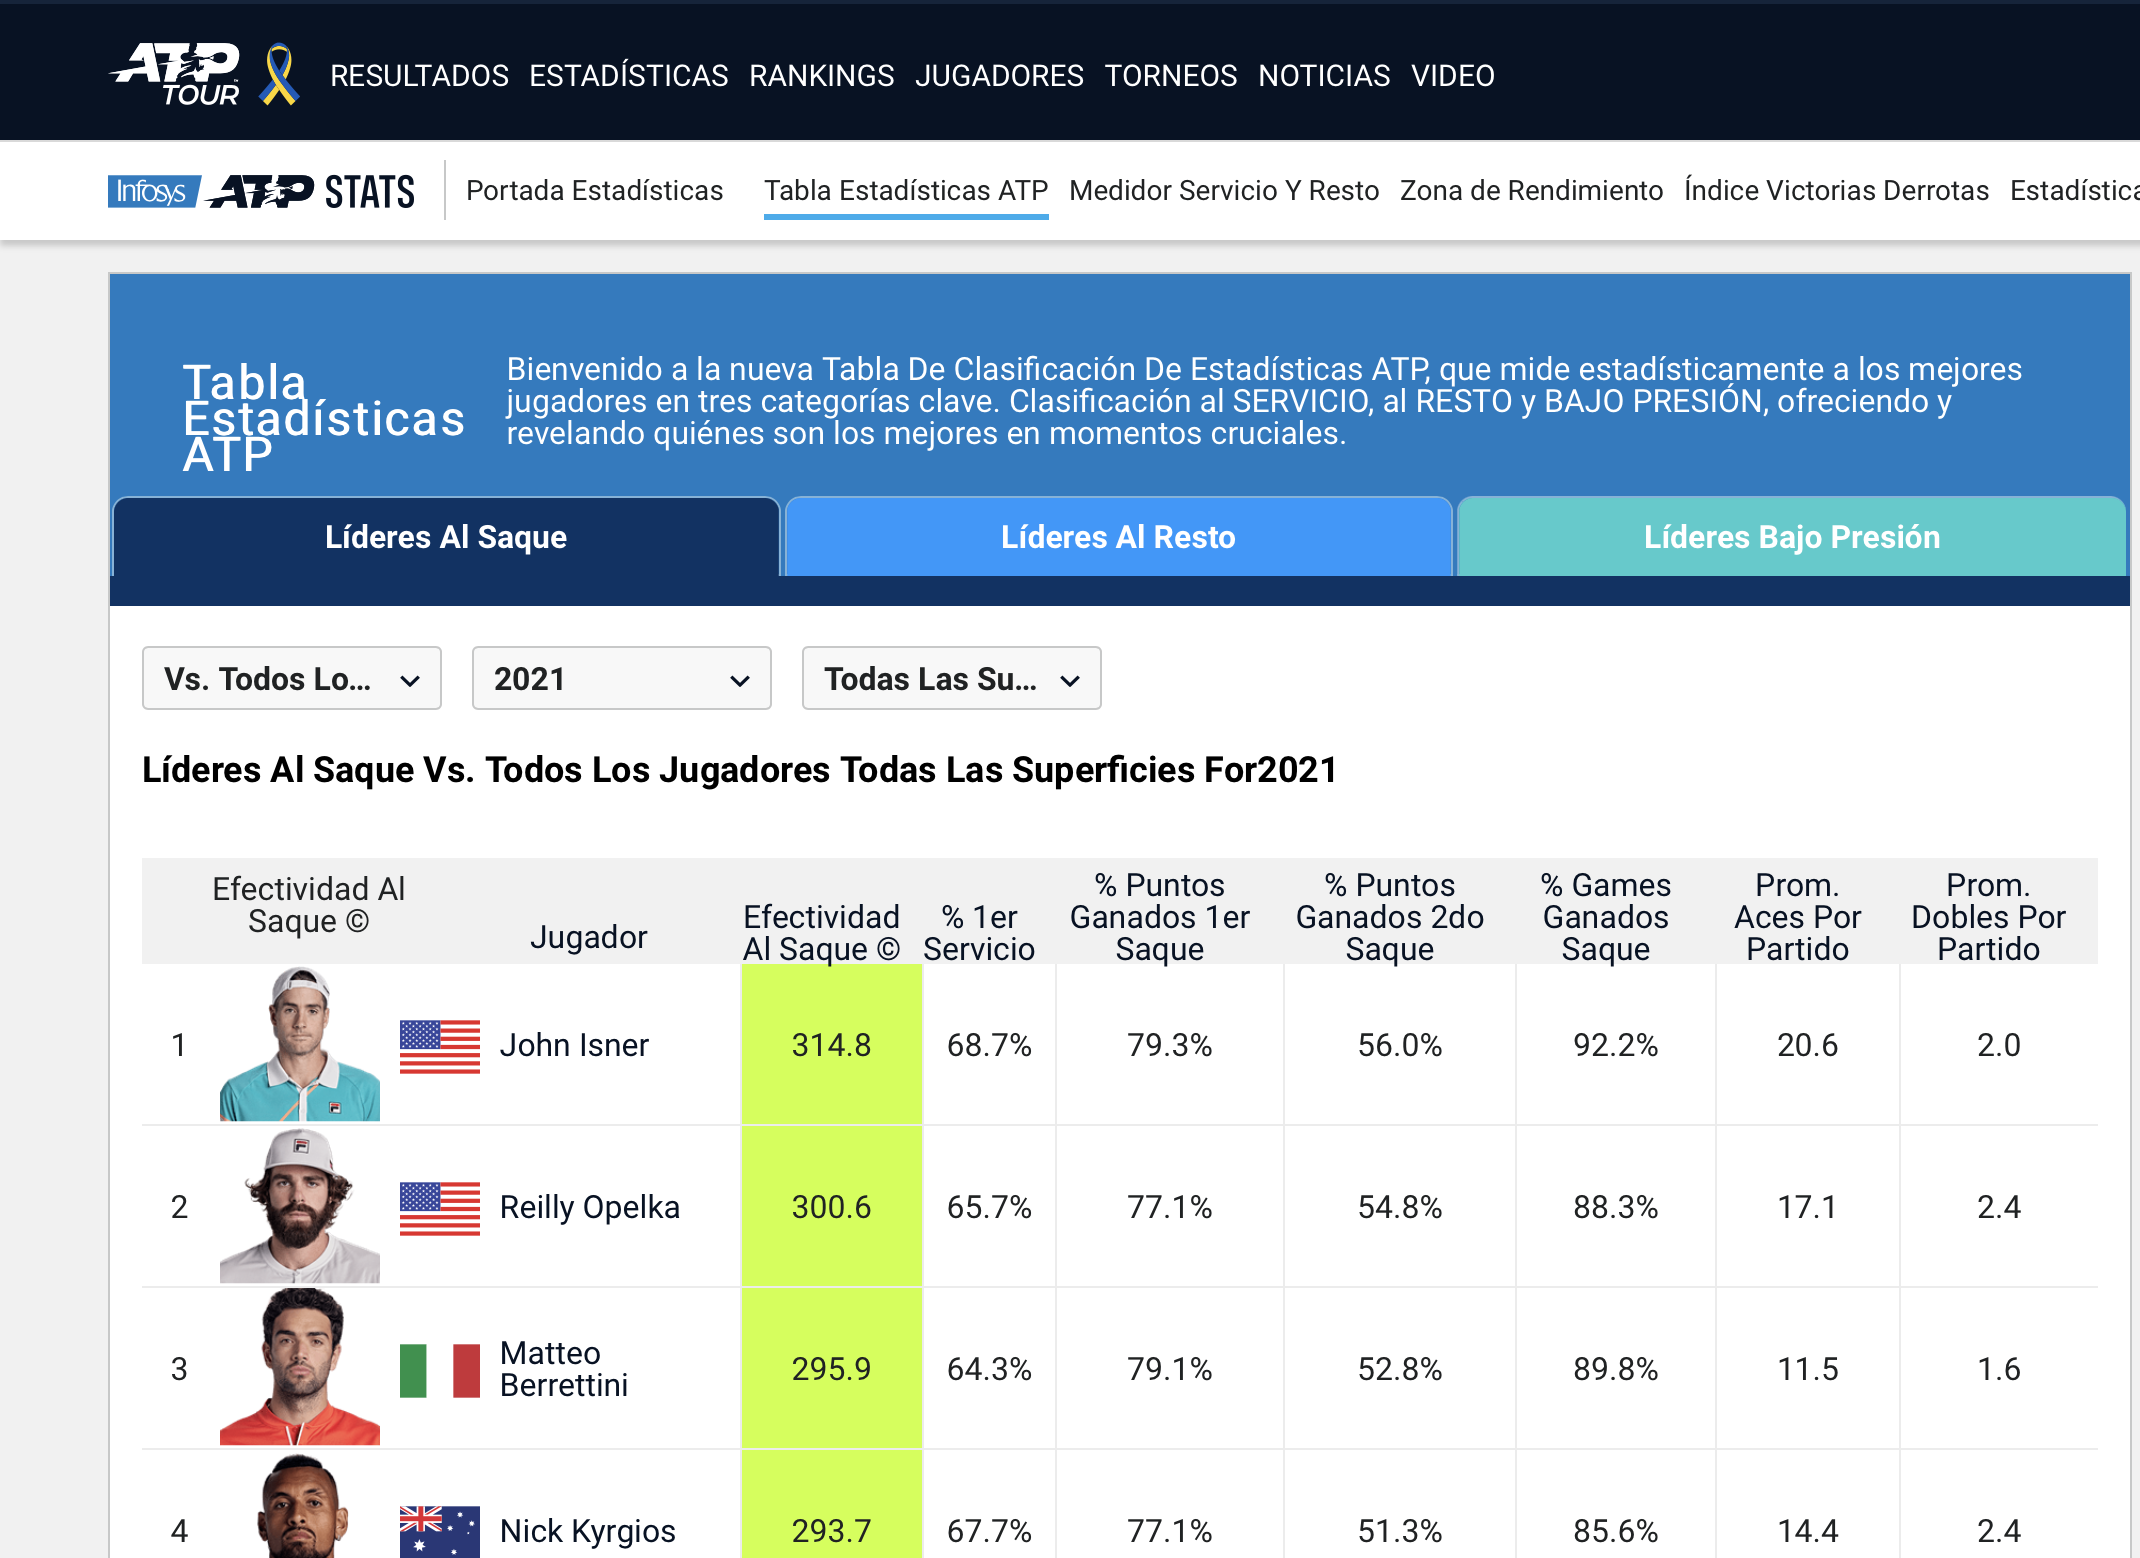 ATP TOUR
RESULTADOS ESTADÍSTICAS RANKINGS JUGADORES TORNEOS NOTICIAS VIDEO
Infosys ATP STATS
Portada Estadísticas Tabla Estadísticas ATP Medidor Servicio Y Resto Zona de Rendimiento Índice Victorias Derrotas Estadística
Tabla
Estadísticas
ATP
Bienvenido a la nueva Tabla De Clasificación De Estadísticas ATP, que mide estadísticamente a los mejores
jugadores en tres categorías clave. Clasificación al SERVICIO, al RESTO y BAJO PRESIÓN, ofreciendo y
revelando quiénes son los mejores en momentos cruciales.
Líderes Al Saque
Líderes Al Resto
Líderes Bajo Presión
Vs. Todos Lo...
2021
Todas Las Su...
Líderes Al Saque Vs. Todos Los Jugadores Todas Las Superficies For2021
Efectividad Al
Saque ©
Jugador
Efectividad
Al Saque ©
% 1er
Servicio
% Puntos
Ganados 1er
Saque
% Puntos
Ganados 2do
Saque
% Games
Ganados
Saque
Prom.
Aces Por
Partido
Prom.
Dobles Por
Partido
1 John Isner 314.8 68.7% 79.3% 56.0% 92.2% 20.6 2.0
2 Reilly Opelka 300.6 65.7% 77.1% 54.8% 88.3% 17.1 2.4
3 Matteo
Berrettini 295.9 64.3% 79.1% 52.8% 89.8% 11.5 1.6
4 Nick Kyrgios 293.7 67.7% 77.1% 51.3% 85.6% 14.4 2.4